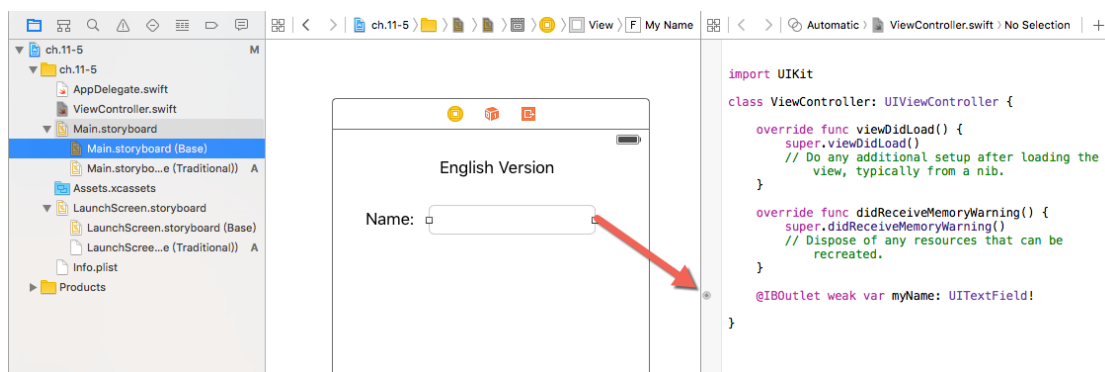 ch.11-5 › View › F My Name
Automatic › ViewController.swift › No Selection
ch.11-5 M
ch.11-5
AppDelegate.swift
ViewController.swift
Main.storyboard
Main.storyboard (Base)
Main.storybo...e (Traditional)) A
Assets.xcassets
LaunchScreen.storyboard
LaunchScreen.storyboard (Base)
LaunchScree...e (Traditional)) A
Info.plist
Products
English Version
Name:
import UIKit
class ViewController: UIViewController {
override func viewDidLoad() {
super.viewDidLoad()
// Do any additional setup after loading the
view, typically from a nib.
}
override func didReceiveMemoryWarning() {
super.didReceiveMemoryWarning()
// Dispose of any resources that can be
recreated.
}
@IBOutlet weak var myName: UITextField!
}